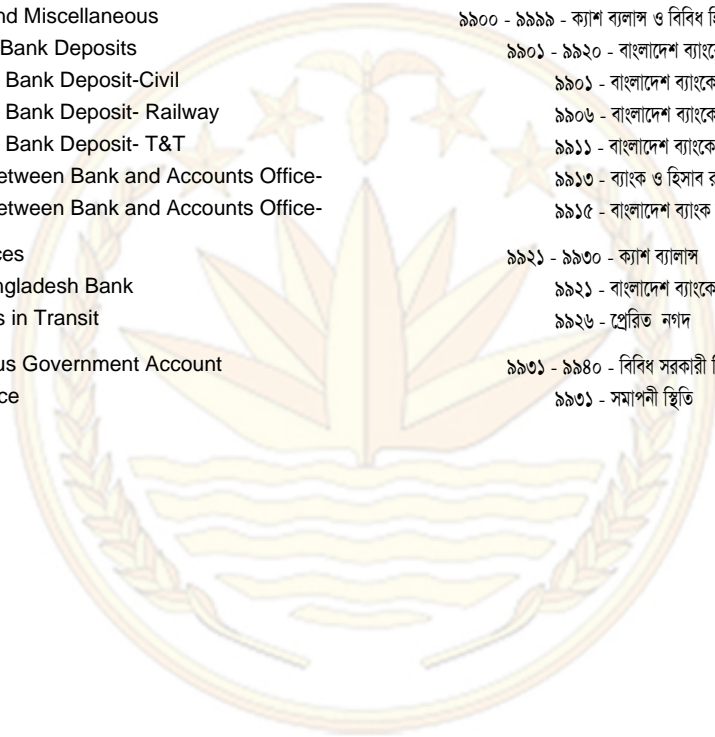 nd Miscellaneous ৯৯০০ - ৯৯৯৯ - ক্যাশ ব্যলান্স ও বিবিধ
Bank Deposits ৯৯০১ - ৯৯২০ - বাংলাদেশ ব্যাংকে
Bank Deposit-Civil ৯৯০১ - বাংলাদেশ ব্যাংকে
Bank Deposit- Railway ৯৯০৬ - বাংলাদেশ ব্যাংকে
Bank Deposit- T&T ৯৯১১ - বাংলাদেশ ব্যাংকে
etween Bank and Accounts Office- ৯৯১৩ - ব্যাংক ও হিসাব র
etween Bank and Accounts Office- ৯৯১৫ - বাংলাদেশ ব্যাংক
ces ৯৯২১ - ৯৯৩০ - ক্যাশ ব্যালান্স
ngladesh Bank ৯৯২১ - বাংলাদেশ ব্যাংকে
s in Transit ৯৯২৬ - প্রেরিত নগদ
us Government Account ৯৯৩১ - ৯৯৪০ - বিবিধ সরকারী
ce ৯৯৩১ - সমাপনী স্থিতি